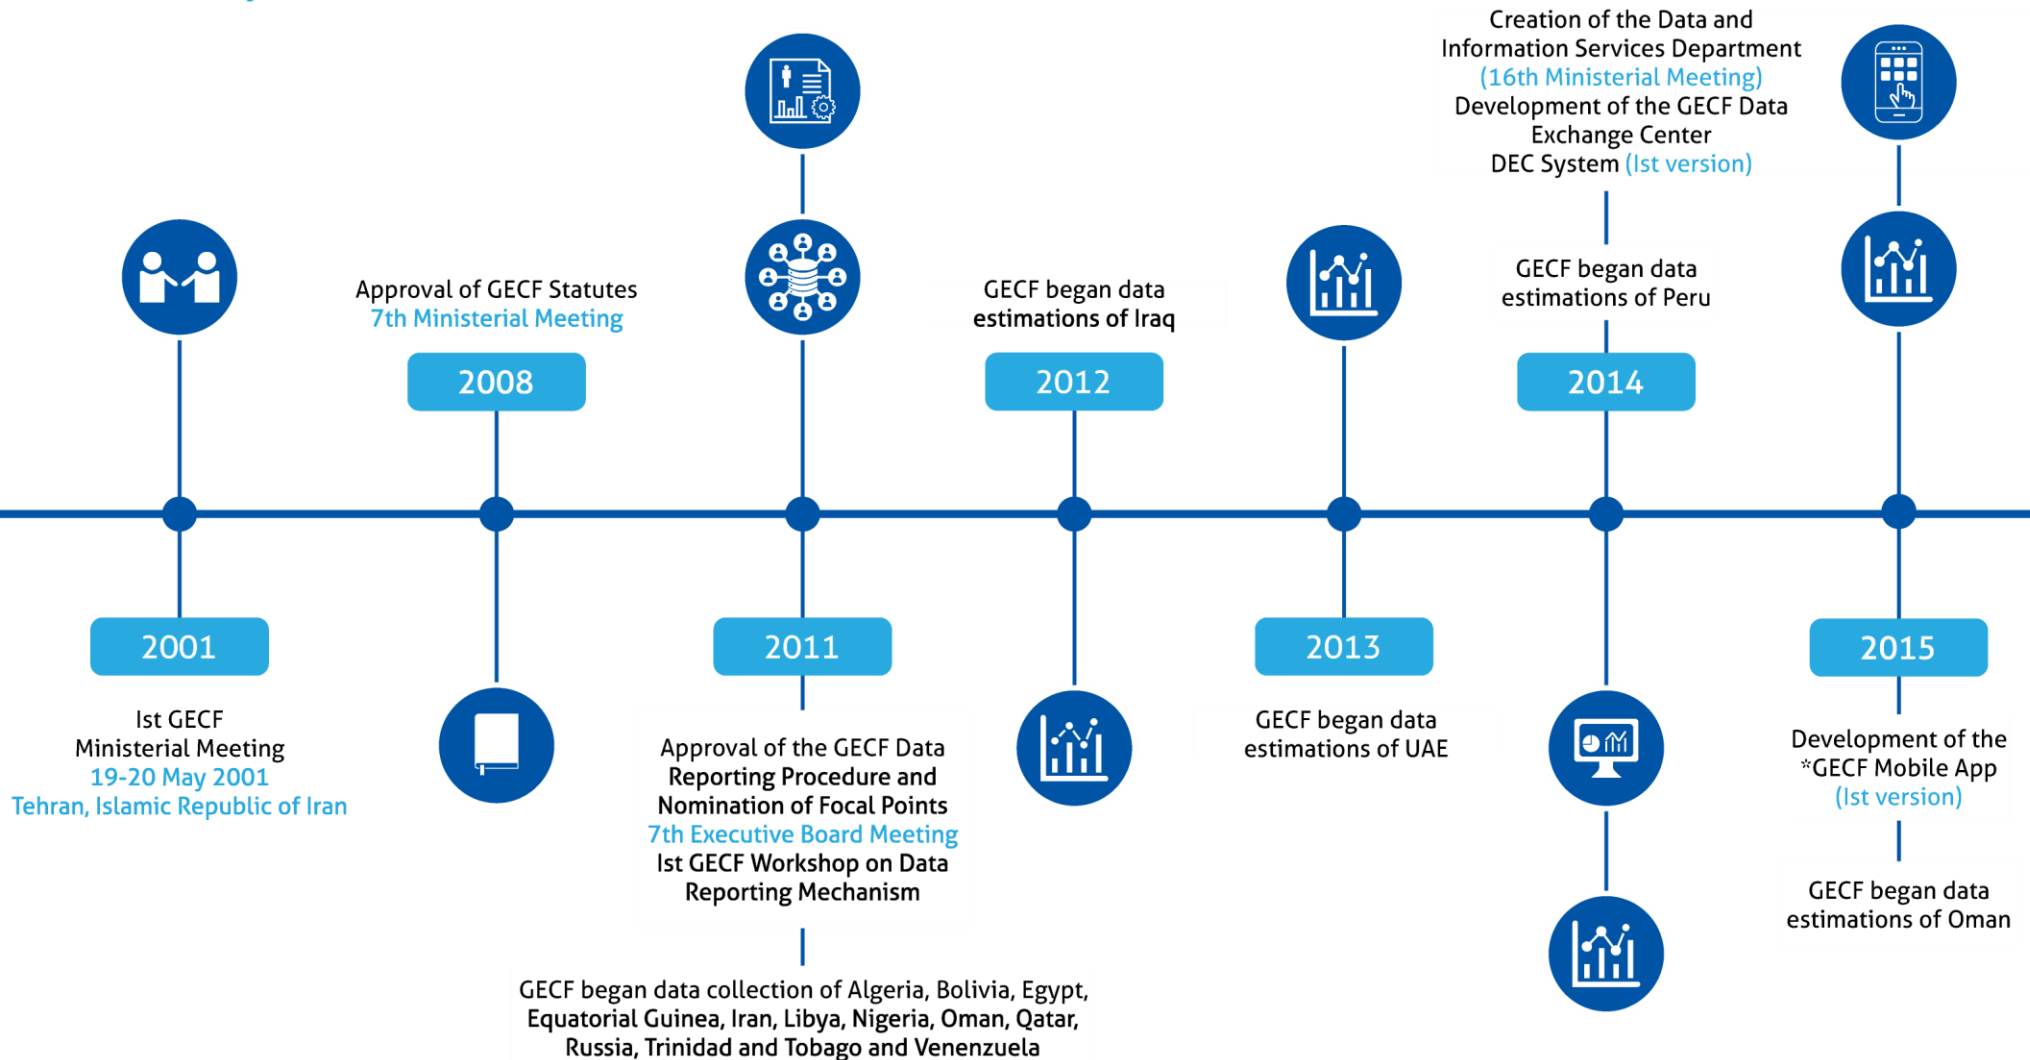 1st GECF
Ministerial Meeting
19-20 May 2001
Tehran, Islamic Republic of Iran
2001
Approval of GECF Statutes
7th Ministerial Meeting
2008
2011
Approval of the GECF Data
Reporting Procedure and
Nomination of Focal Points
7th Executive Board Meeting
Ist GECF Workshop on Data
Reporting Mechanism
GECF began data collection of Algeria, Bolivia, Egypt,
Equatorial Guinea, Iran, Libya, Nigeria, Oman, Qatar,
Russia, Trinidad and Tobago and Venenzuela
GECF began data
estimations of Iraq
2012
2013
GECF began data
estimations of UAE
Creation of the Data and
Information Services Department
(16th Ministerial Meeting)
Development of the GECF Data
Exchange Center
DEC System (Ist version)
GECF began data
estimations of Peru
2014
2015
Development of the
*GECF Mobile App
(Ist version)
GECF began data
estimations of Oman